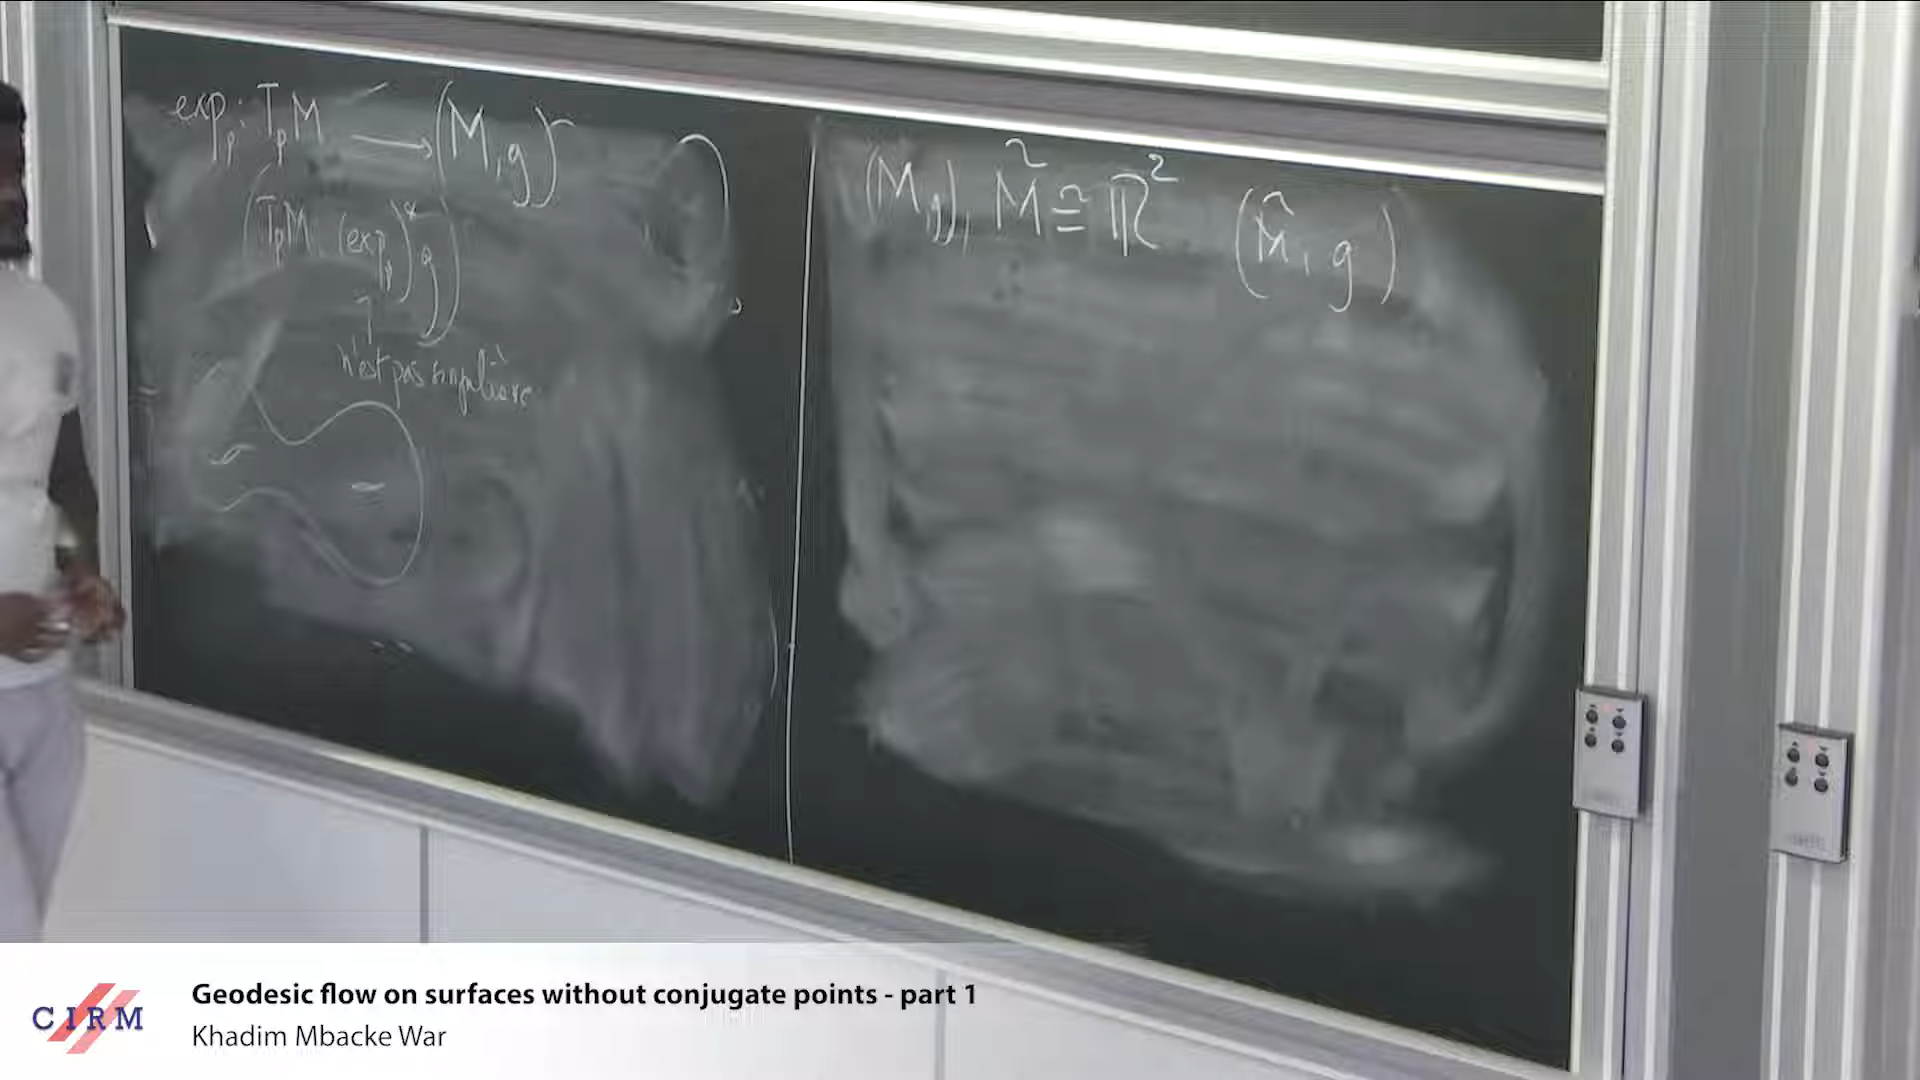 exp_p : T_pM ⟶ (M, g)
(T_pM (exp_p)^* g)
↑
n'est pas singulière
(M, g), M̃ ≅ ℝ²
(M̃, g)
CIRM
Geodesic flow on surfaces without conjugate points - part 1
Khadim Mbacke War